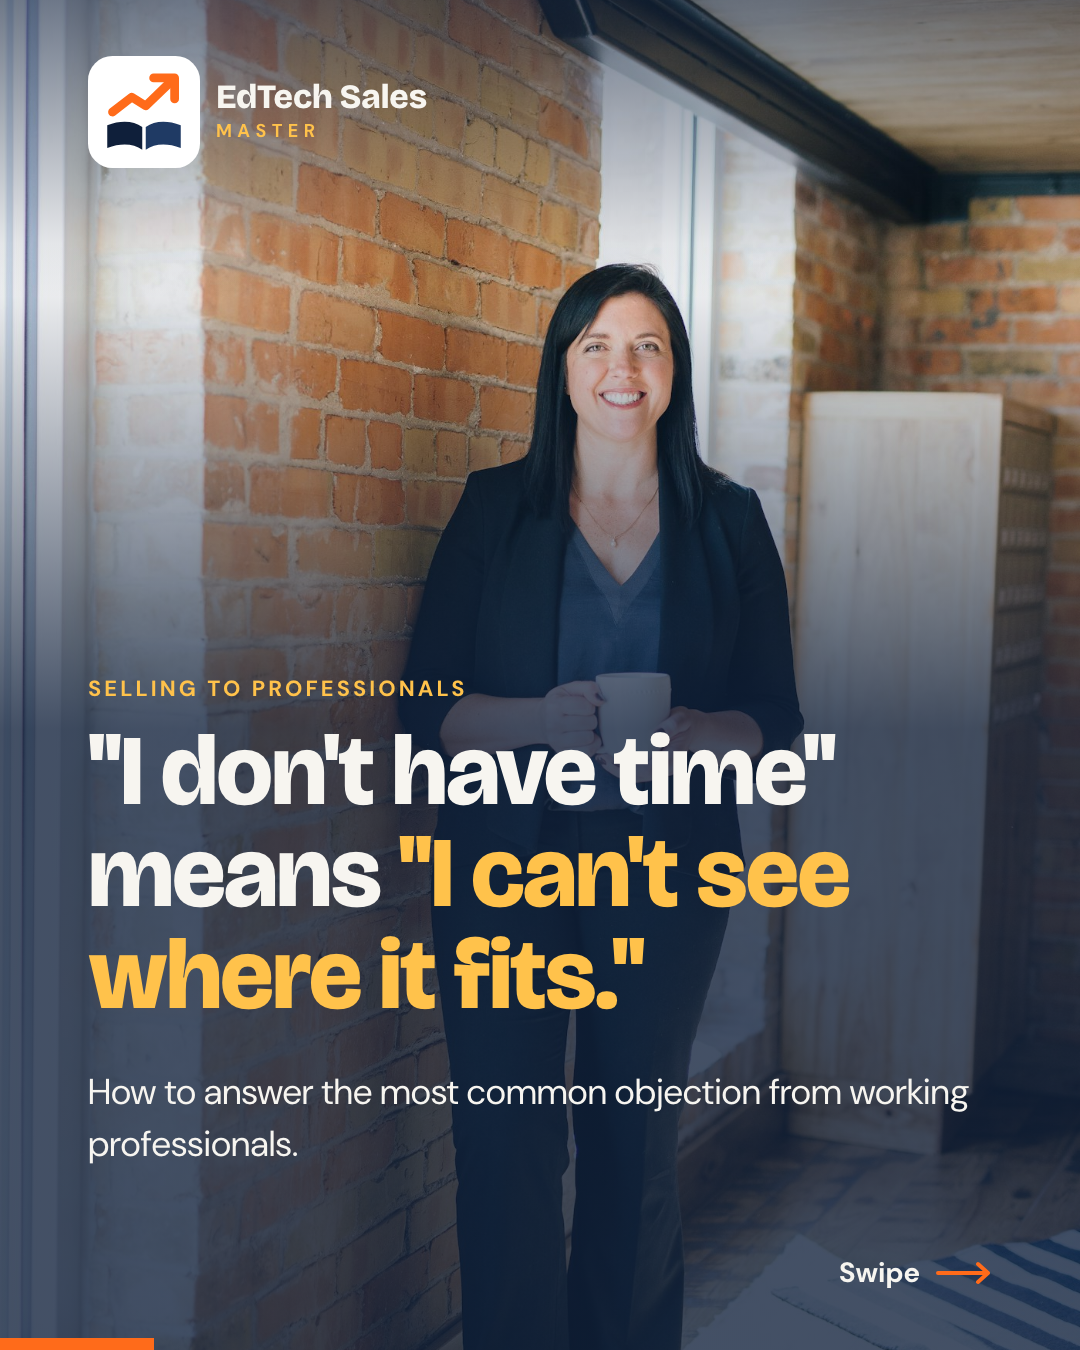 EdTech Sales
MASTER
SELLING TO PROFESSIONALS
"I don't have time"
means "I can't see
where it fits."
How to answer the most common objection from working
professionals.
Swipe